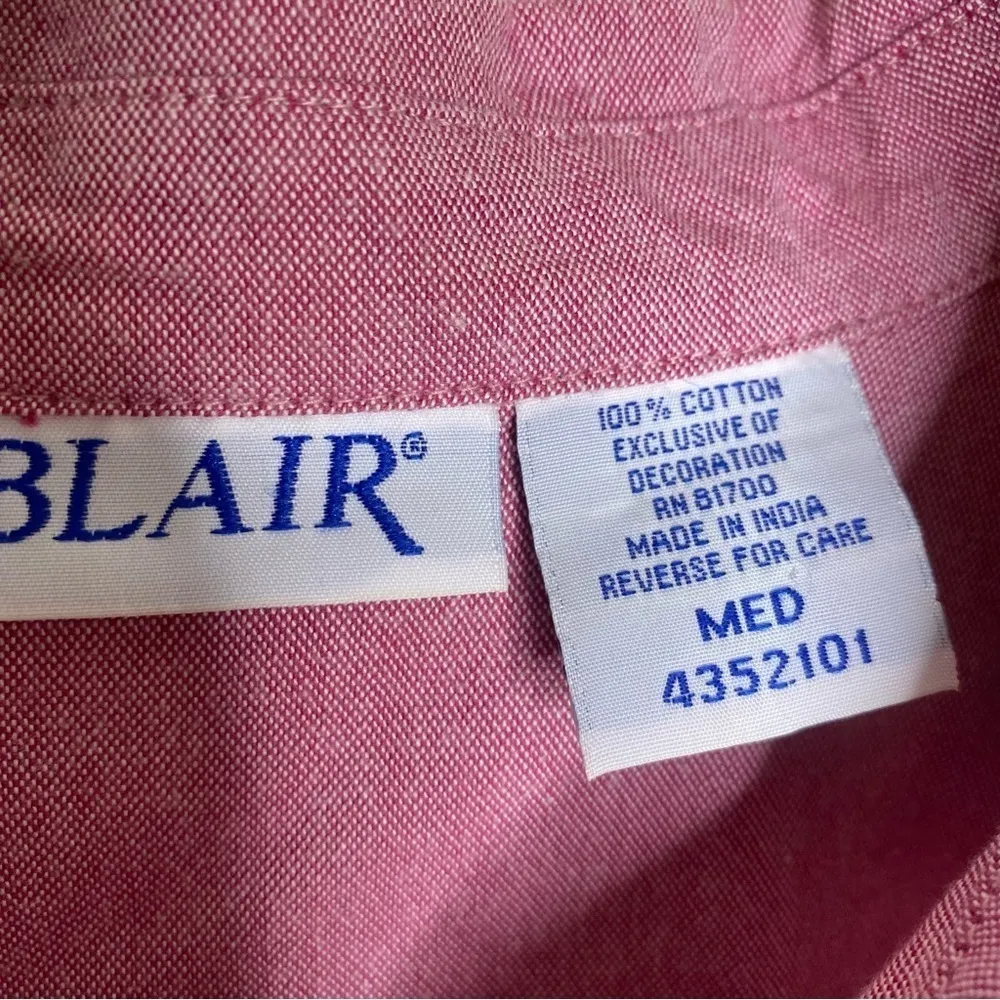 BLAIR®
100% COTTON
EXCLUSIVE OF
DECORATION
RN 81700
MADE IN INDIA
REVERSE FOR CARE
MED
4352101